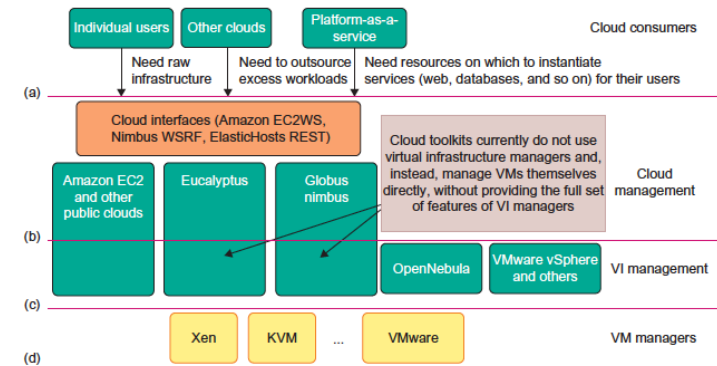 Individual users
Other clouds
Platform-as-a-
service
Cloud consumers
Need raw
infrastructure
Need to outsource
excess workloads
Need resources on which to instantiate
services (web, databases, and so on) for their users
(a)
Cloud interfaces (Amazon EC2WS,
Nimbus WSRF, ElasticHosts REST)
Cloud toolkits currently do not use
virtual infrastructure managers and,
instead, manage VMs themselves
directly, without providing the full set
of features of VI managers
Amazon EC2
and other
public clouds
Eucalyptus
Globus
nimbus
Cloud
management
(b)
OpenNebula
VMware vSphere
and others
VI management
(c)
Xen
KVM
...
VMware
VM managers
(d)